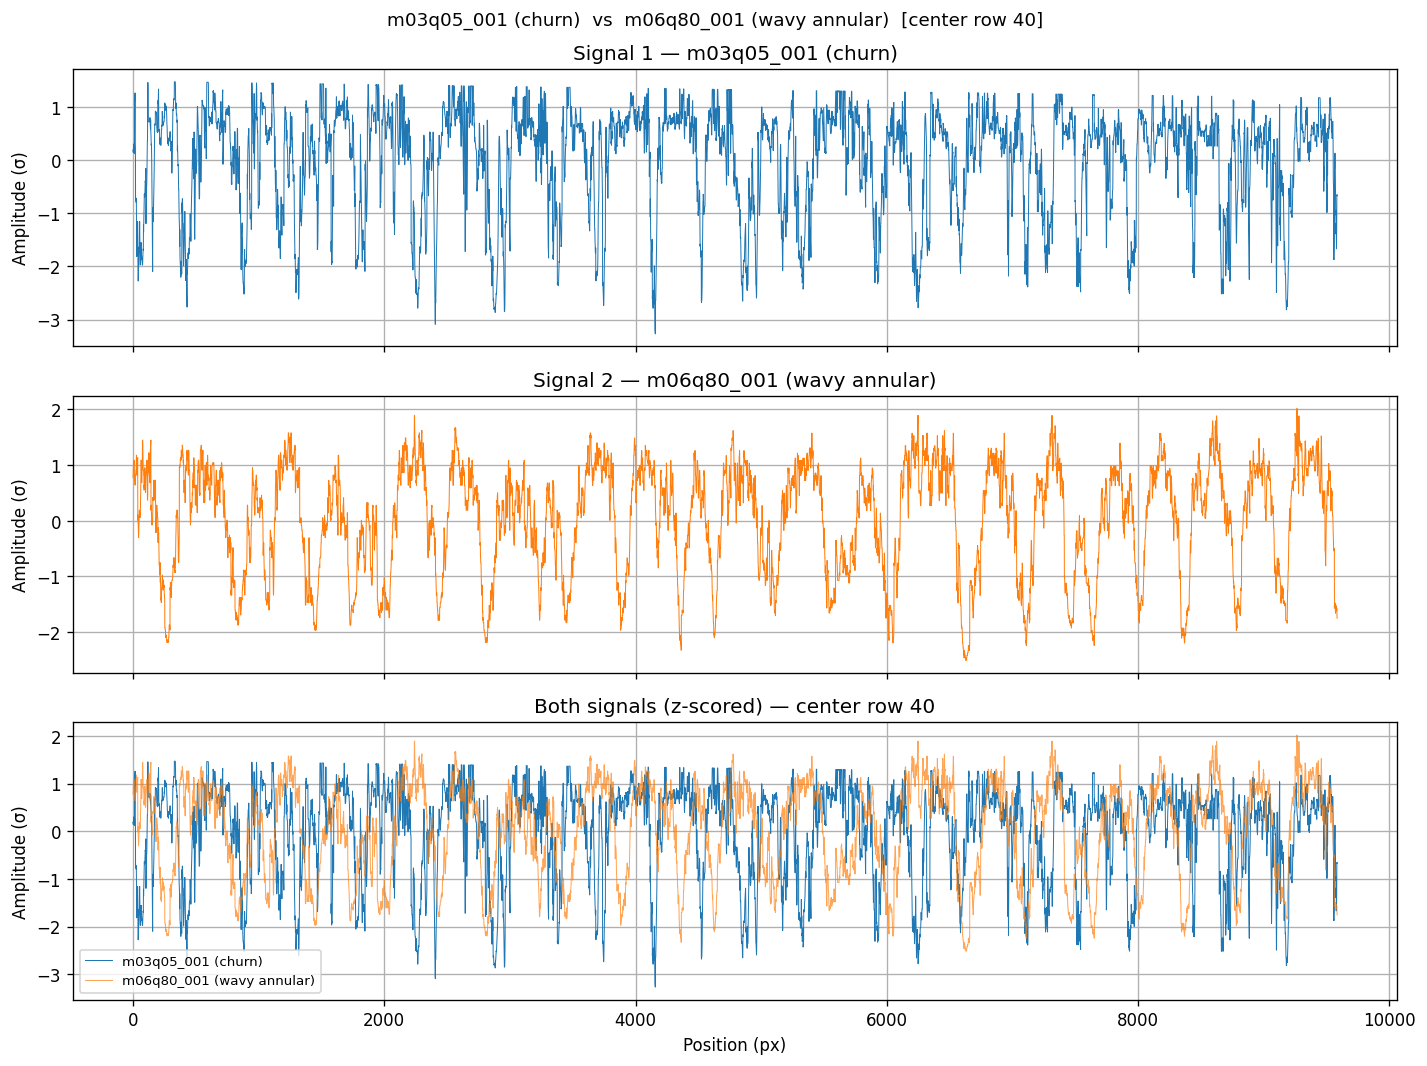 m03q05_001 (churn)  vs  m06q80_001 (wavy annular)  [center row 40]
Signal 1 — m03q05_001 (churn)
Amplitude (σ)
1
0
−1
−2
−3
Signal 2 — m06q80_001 (wavy annular)
Amplitude (σ)
2
1
0
−1
−2
Both signals (z-scored) — center row 40
Amplitude (σ)
2
1
0
−1
−2
−3
m03q05_001 (churn)
m06q80_001 (wavy annular)
0 2000 4000 6000 8000 10000
Position (px)